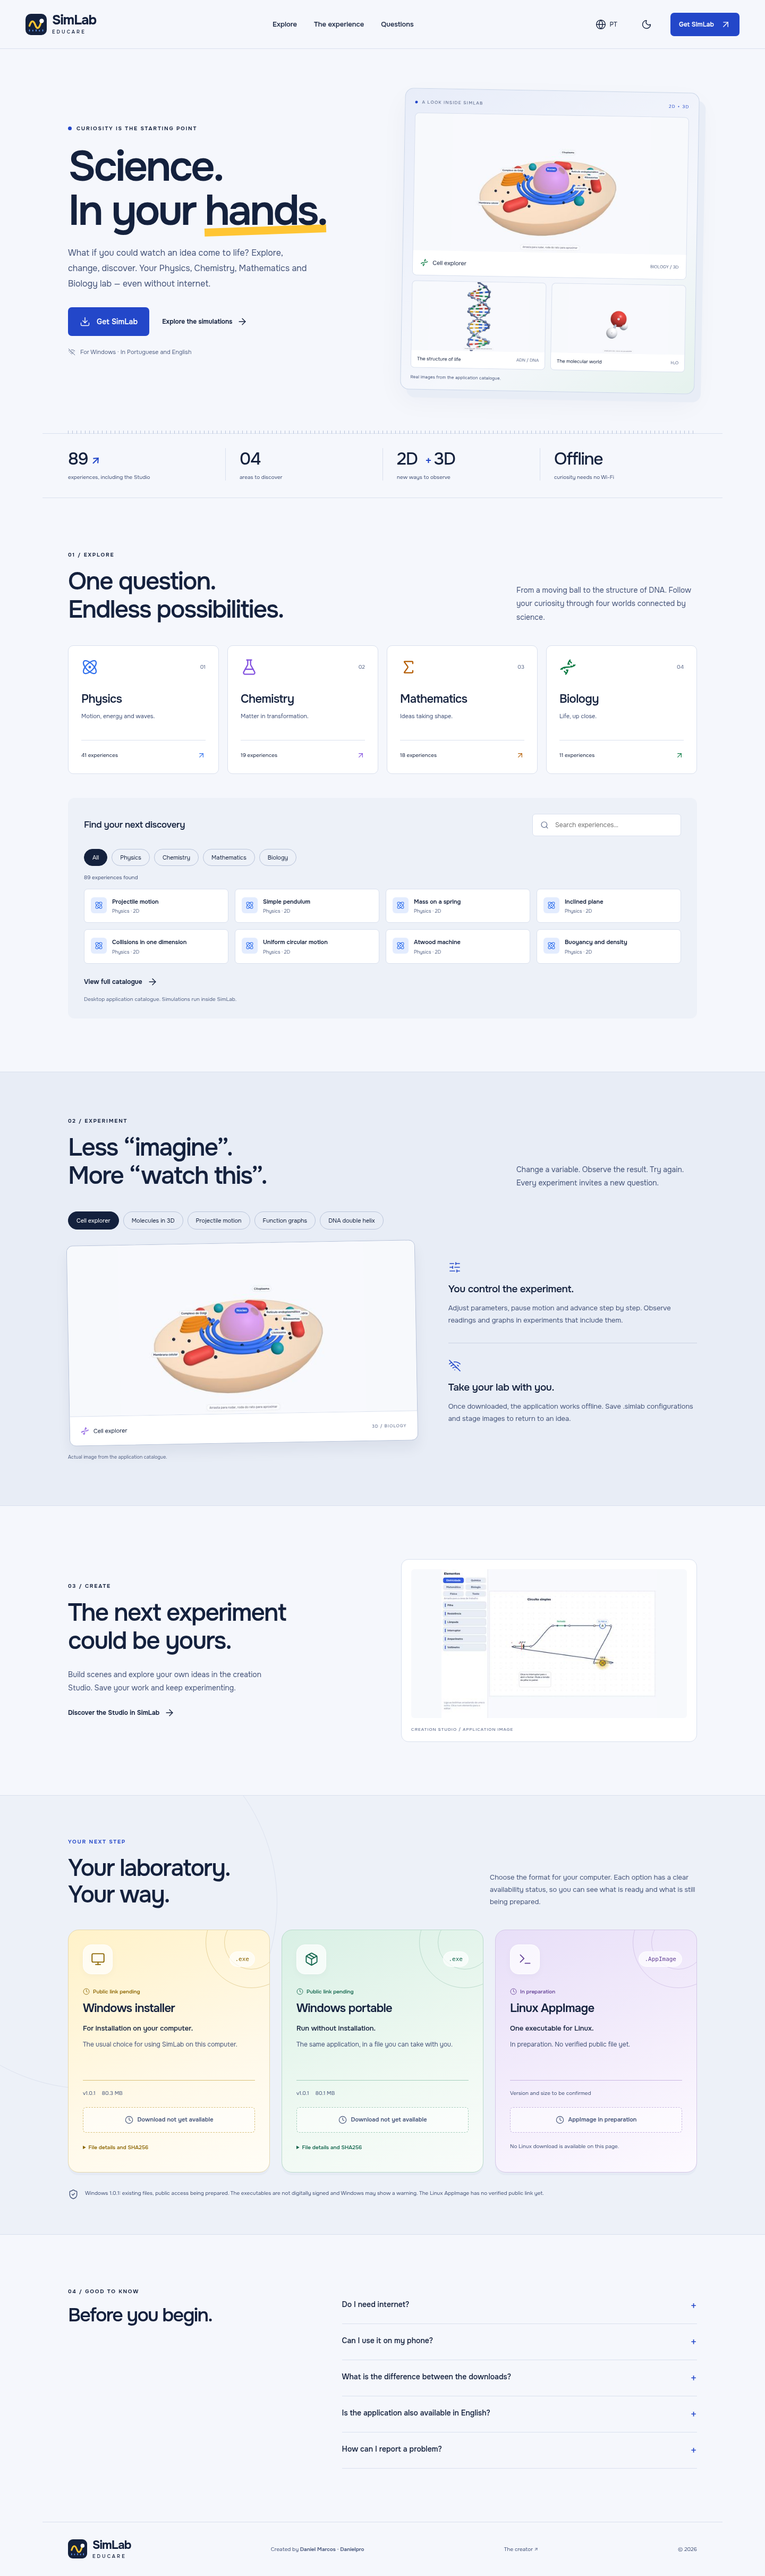 SimLab
EDUCARE
Explore
The experience
Questions
PT
Get SimLab
CURIOSITY IS THE STARTING POINT
Science.
In your hands.
What if you could watch an idea come to life? Explore,
change, discover. Your Physics, Chemistry, Mathematics and
Biology lab — even without internet.
Get SimLab
Explore the simulations
For Windows · In Portuguese and English
A LOOK INSIDE SIMLAB
2D + 3D
Cell explorer
BIOLOGY / 3D
The structure of life
ADN / DNA
The molecular world
H₂O
Real images from the application catalogue.
89
experiences, including the Studio
04
areas to discover
2D + 3D
new ways to observe
Offline
curiosity needs no Wi-Fi
01 / EXPLORE
One question.
Endless possibilities.
From a moving ball to the structure of DNA. Follow
your curiosity through four worlds connected by
science.
01
Physics
Motion, energy and waves.
41 experiences
02
Chemistry
Matter in transformation.
19 experiences
03
Mathematics
Ideas taking shape.
18 experiences
04
Biology
Life, up close.
11 experiences
Find your next discovery
Search experiences...
All
Physics
Chemistry
Mathematics
Biology
89 experiences found
Projectile motion
Physics · 2D
Simple pendulum
Physics · 2D
Mass on a spring
Physics · 2D
Inclined plane
Physics · 2D
Collisions in one dimension
Physics · 2D
Uniform circular motion
Physics · 2D
Atwood machine
Physics · 2D
Buoyancy and density
Physics · 2D
View full catalogue
Desktop application catalogue. Simulations run inside SimLab.
02 / EXPERIMENT
Less “imagine”.
More “watch this”.
Change a variable. Observe the result. Try again.
Every experiment invites a new question.
Cell explorer
Molecules in 3D
Projectile motion
Function graphs
DNA double helix
Cell explorer
3D / BIOLOGY
Actual image from the application catalogue.
You control the experiment.
Adjust parameters, pause motion and advance step by step. Observe
readings and graphs in experiments that include them.
Take your lab with you.
Once downloaded, the application works offline. Save .simlab configurations
and stage images to return to an idea.
03 / CREATE
The next experiment
could be yours.
Build scenes and explore your own ideas in the creation
Studio. Save your work and keep experimenting.
Discover the Studio in SimLab
Elementos
Circuito simples
CREATION STUDIO / APPLICATION IMAGE
YOUR NEXT STEP
Your laboratory.
Your way.
Choose the format for your computer. Each option has a clear
availability status, so you can see what is ready and what is still
being prepared.
.exe
Public link pending
Windows installer
For installation on your computer.
The usual choice for using SimLab on this computer.
v1.0.1 80.3 MB
Download not yet available
File details and SHA256
.exe
Public link pending
Windows portable
Run without installation.
The same application, in a file you can take with you.
v1.0.1 80.1 MB
Download not yet available
File details and SHA256
.AppImage
In preparation
Linux AppImage
One executable for Linux.
In preparation. No verified public file yet.
Version and size to be confirmed
AppImage in preparation
No Linux download is available on this page.
Windows 1.0.1: existing files, public access being prepared. The executables are not digitally signed and Windows may show a warning. The Linux AppImage has no verified public link yet.
04 / GOOD TO KNOW
Before you begin.
Do I need internet?
+
Can I use it on my phone?
+
What is the difference between the downloads?
+
Is the application also available in English?
+
How can I report a problem?
+
SimLab
EDUCARE
Created by Daniel Marcos · Danielpro
The creator ↗
© 2026